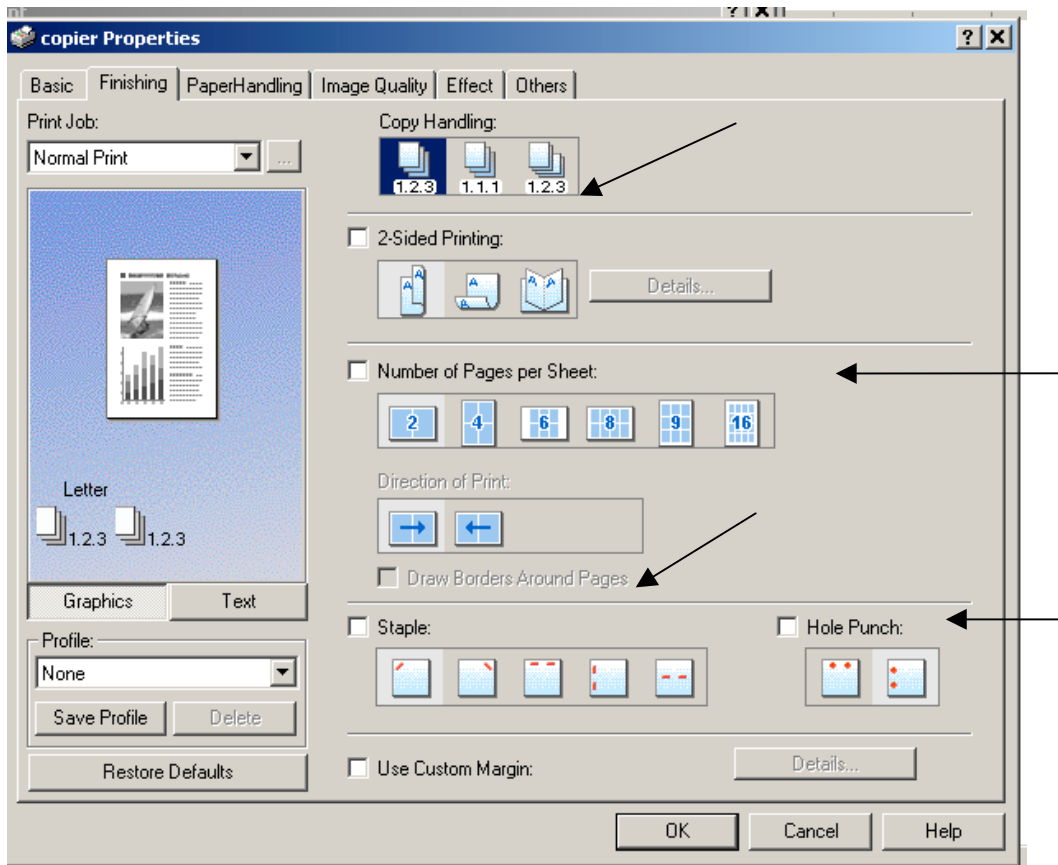 copier Properties
Basic Finishing PaperHandling Image Quality Effect Others
Print Job:
Normal Print
...
Letter
1.2.3 1.2.3
Graphics Text
Profile:
None
Save Profile Delete
Restore Defaults
Copy Handling:
1.2.3 1.1.1 1.2.3
2-Sided Printing:
A A A A A A
Details...
Number of Pages per Sheet:
2 4 6 8 9 16
Direction of Print:
Draw Borders Around Pages
Staple:
Hole Punch:
Use Custom Margin:
Details...
OK Cancel Help